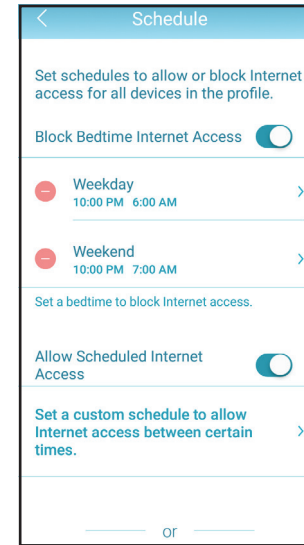 Schedule
Set schedules to allow or block Internet
access for all devices in the profile.
Block Bedtime Internet Access
Weekday
10:00 PM 6:00 AM
Weekend
10:00 PM 7:00 AM
Set a bedtime to block Internet access.
Allow Scheduled Internet
Access
Set a custom schedule to allow
Internet access between certain
times.
or